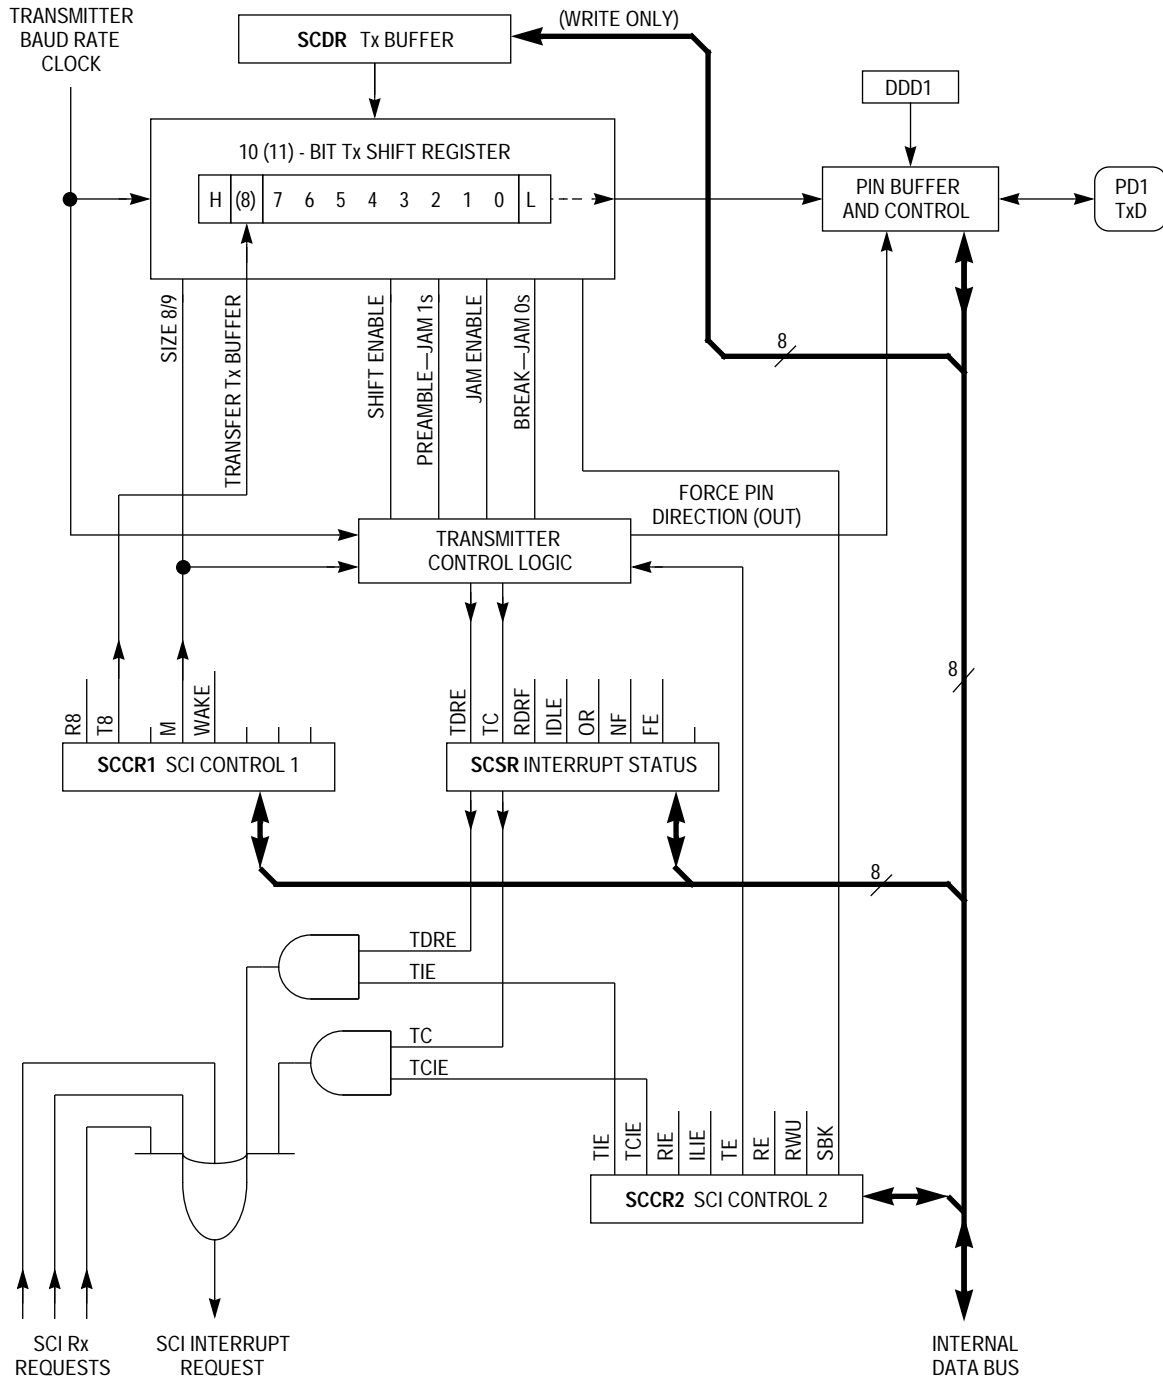 TRANSMITTER
BAUD RATE
CLOCK
SCDR Tx BUFFER
(WRITE ONLY)
DDD1
10 (11) - BIT Tx SHIFT REGISTER
H (8) 7 6 5 4 3 2 1 0 L
PIN BUFFER
AND CONTROL
PD1
TxD
SIZE 8/9
TRANSFER Tx BUFFER
SHIFT ENABLE
PREAMBLE—JAM 1s
JAM ENABLE
BREAK—JAM 0s
8
FORCE PIN
DIRECTION (OUT)
TRANSMITTER
CONTROL LOGIC
8
R8
T8
M
WAKE
TDRE
TC
RDRF
IDLE
OR
NF
FE
SCCR1 SCI CONTROL 1
SCSR INTERRUPT STATUS
8
TDRE
TIE
TC
TCIE
TIE
TCIE
RIE
ILIE
TE
RE
RWU
SBK
SCCR2 SCI CONTROL 2
SCI Rx
REQUESTS
SCI INTERRUPT
REQUEST
INTERNAL
DATA BUS